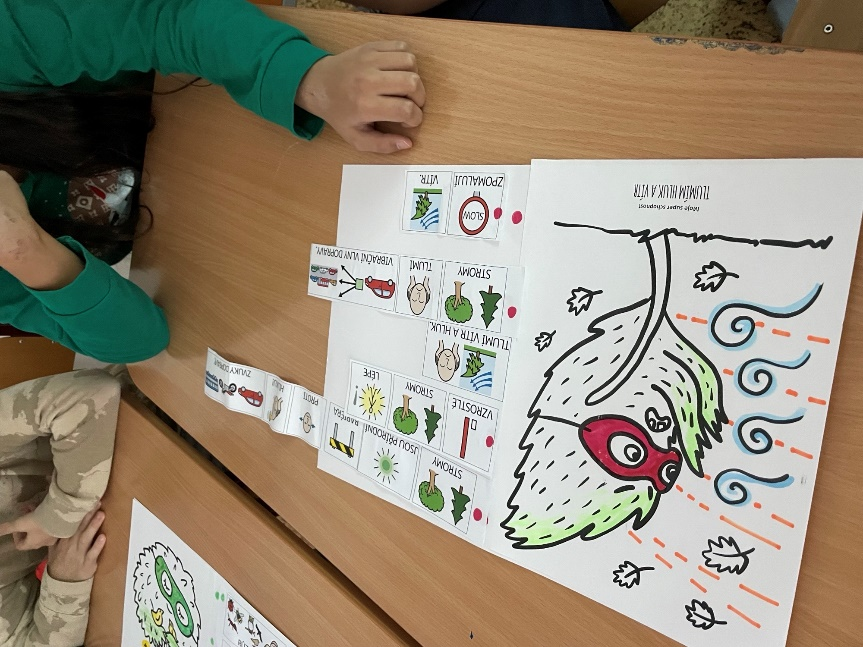 Moje super schopnost
TLUMÍM HLUK A VÍTR
STROMY JSOU PŘÍRODNÍ BARIÉRA PROTI HLUKU ZVUKY DOPRAVY
VZROSTLÉ STROMY LÉPE
TLUMÍ VÍTR A HLUK.
STROMY TLUMÍ VIBRAČNÍ VLNY DOPRAVY.
ZPOMALUJÍ VÍTR.
SLOW